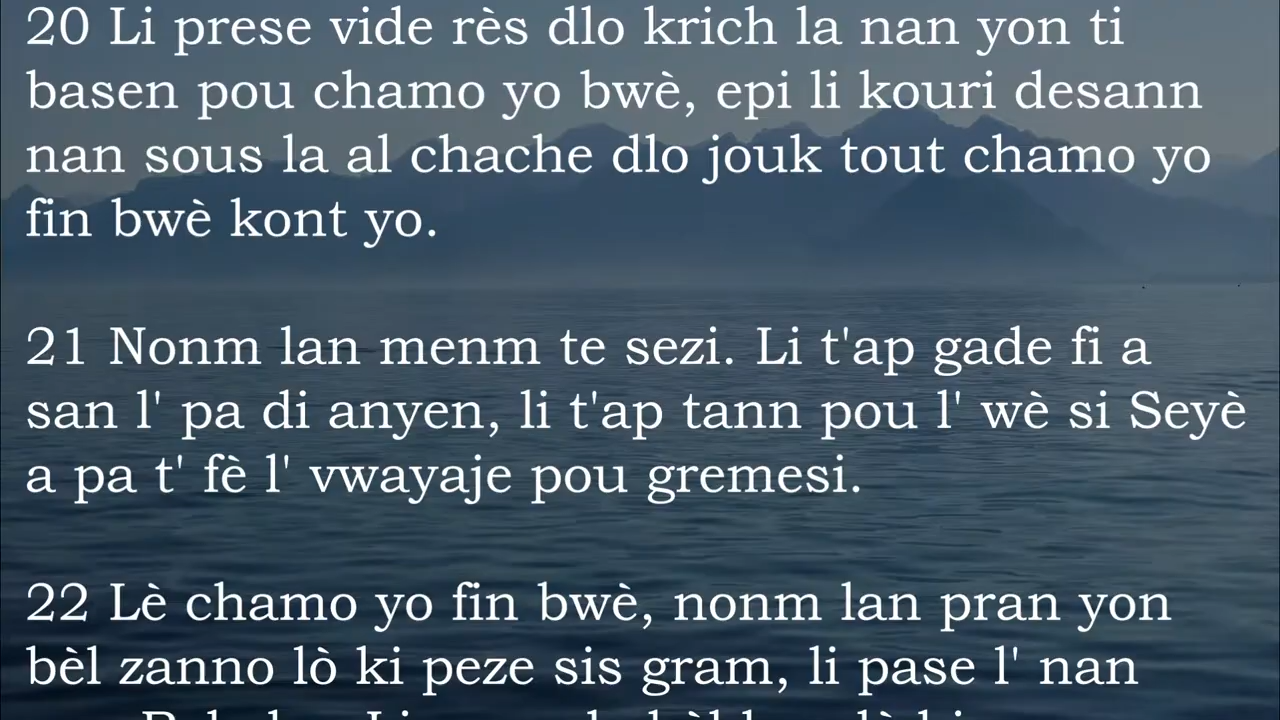 20 Li prese vide rès dlo krich la nan yon ti
basen pou chamo yo bwè, epi li kouri desann
nan sous la al chache dlo jouk tout chamo yo
fin bwè kont yo.
21 Nonm lan menm te sezi. Li t'ap gade fi a
san l' pa di anyen, li t'ap tann pou l' wè si Seyè
a pa t' fè l' vwayaje pou gremesi.
22 Lè chamo yo fin bwè, nonm lan pran yon
bèl zanno lò ki peze sis gram, li pase l' nan